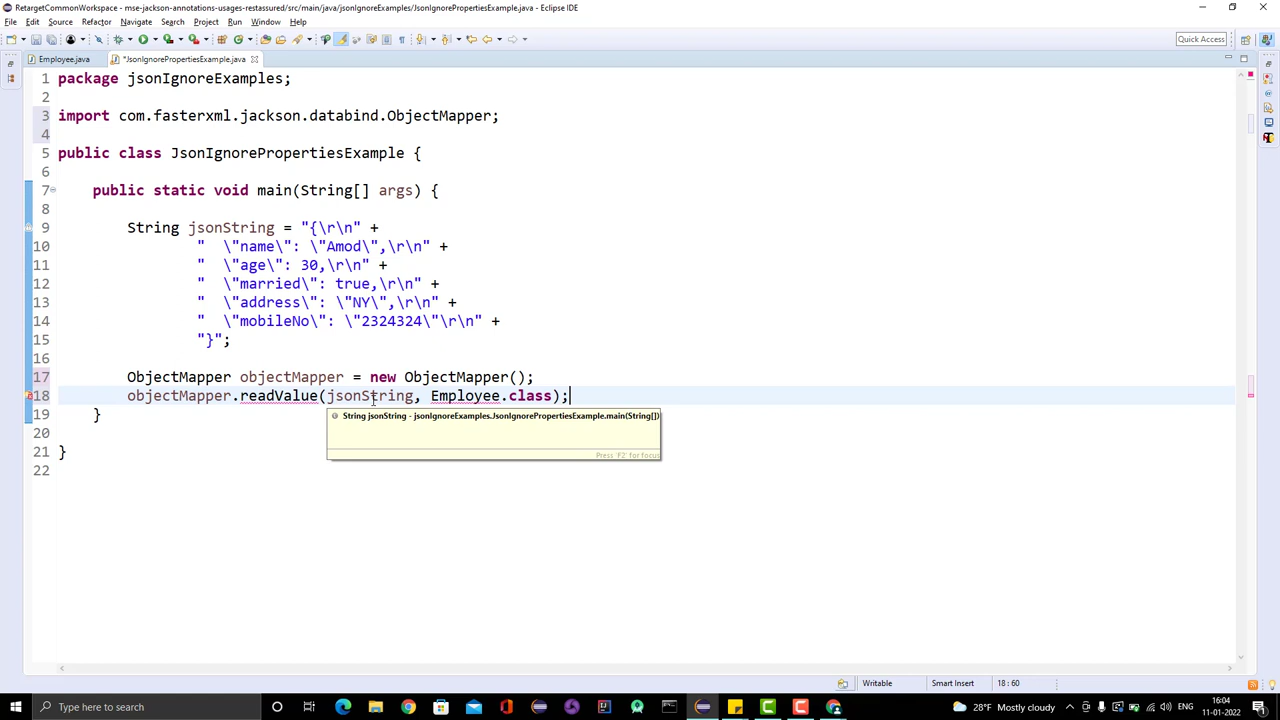 RetargetCommonWorkspace - mse-jackson-annotations-usages-restassured/src/main/java/jsonIgnoreExamples/JsonIgnorePropertiesExample.java - Eclipse IDE
File Edit Source Refactor Navigate Search Project Run Window Help
Quick Access
Employee.java *JsonIgnorePropertiesExample.java
1 package jsonIgnoreExamples;
2
3 import com.fasterxml.jackson.databind.ObjectMapper;
4
5 public class JsonIgnorePropertiesExample {
6
7 public static void main(String[] args) {
8
9 String jsonString = "{\r\n" +
10 "  \"name\": \"Amod\",\r\n" +
11 "  \"age\": 30,\r\n" +
12 "  \"married\": true,\r\n" +
13 "  \"address\": \"NY\",\r\n" +
14 "  \"mobileNo\": \"2324324\"\r\n" +
15 "}";
16
17 ObjectMapper objectMapper = new ObjectMapper();
18 objectMapper.readValue(jsonString, Employee.class);
19 }
String jsonString - jsonIgnoreExamples.JsonIgnorePropertiesExample.main(String[])
20
21 }
Press 'F2' for focus
22
Writable Smart Insert 18 : 60
Type here to search
28°F Mostly cloudy
16:04
11-01-2022